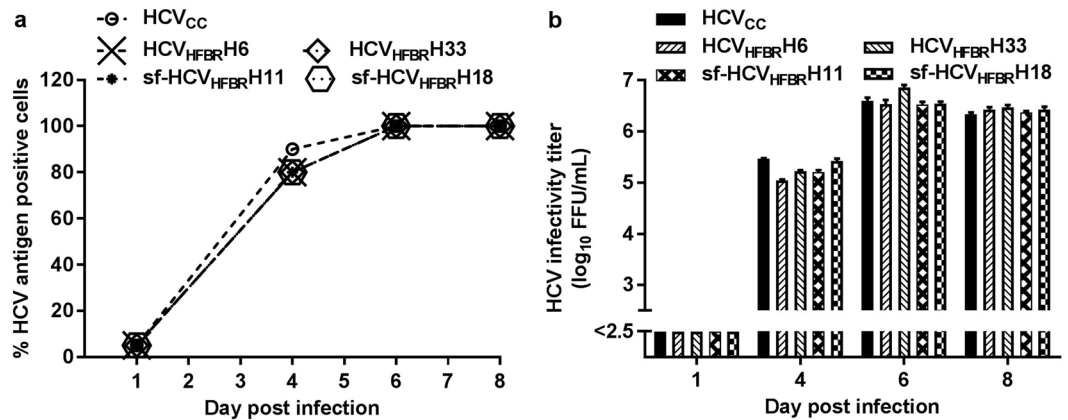 a
HCVCC
HCVHFBRH6
HCVHFBRH33
sf-HCVHFBRH11
sf-HCVHFBRH18
% HCV antigen positive cells
120
100
80
60
40
20
0
1 2 3 4 5 6 7 8
Day post infection
b
HCVCC
HCVHFBRH6
HCVHFBRH33
sf-HCVHFBRH11
sf-HCVHFBRH18
HCV infectivity titer
(log10 FFU/mL)
7
6
5
4
3
<2.5
1 4 6 8
Day post infection